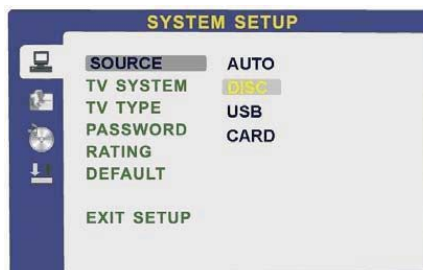 SYSTEM SETUP
SOURCE
TV SYSTEM
TV TYPE
PASSWORD
RATING
DEFAULT
EXIT SETUP
AUTO
DISC
USB
CARD